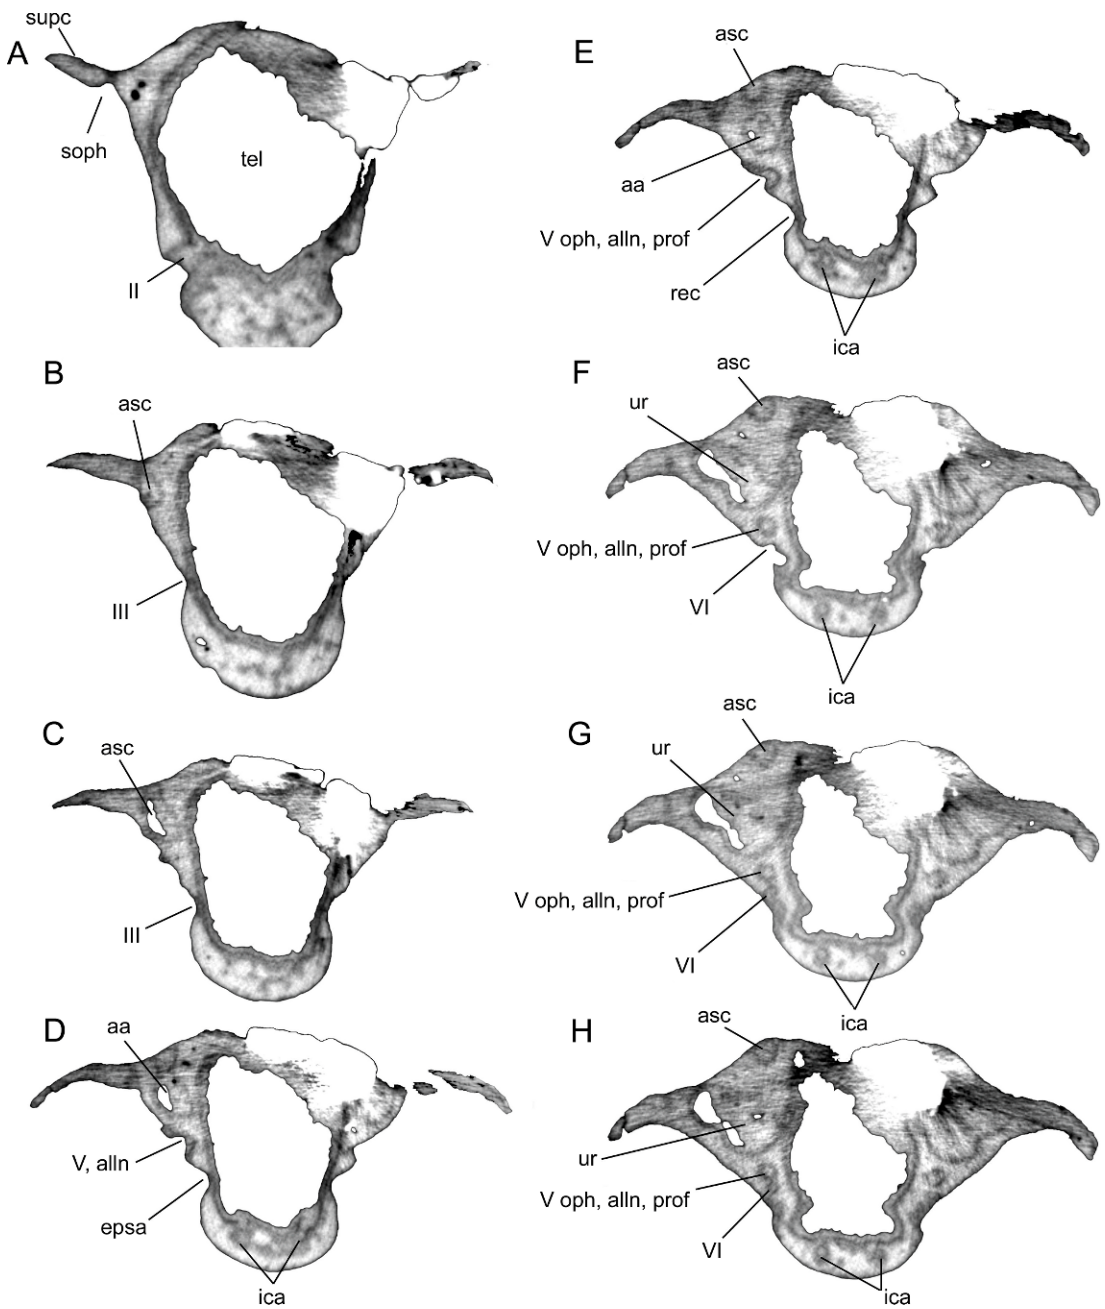 A
supc
soph
tel
II
B
asc
III
C
asc
III
D
aa
V, alln
epsa
ica
E
asc
aa
V oph, alln, prof
rec
ica
F
asc
ur
V oph, alln, prof
VI
ica
G
asc
ur
V oph, alln, prof
VI
ica
H
asc
ur
V oph, alln, prof
VI
ica